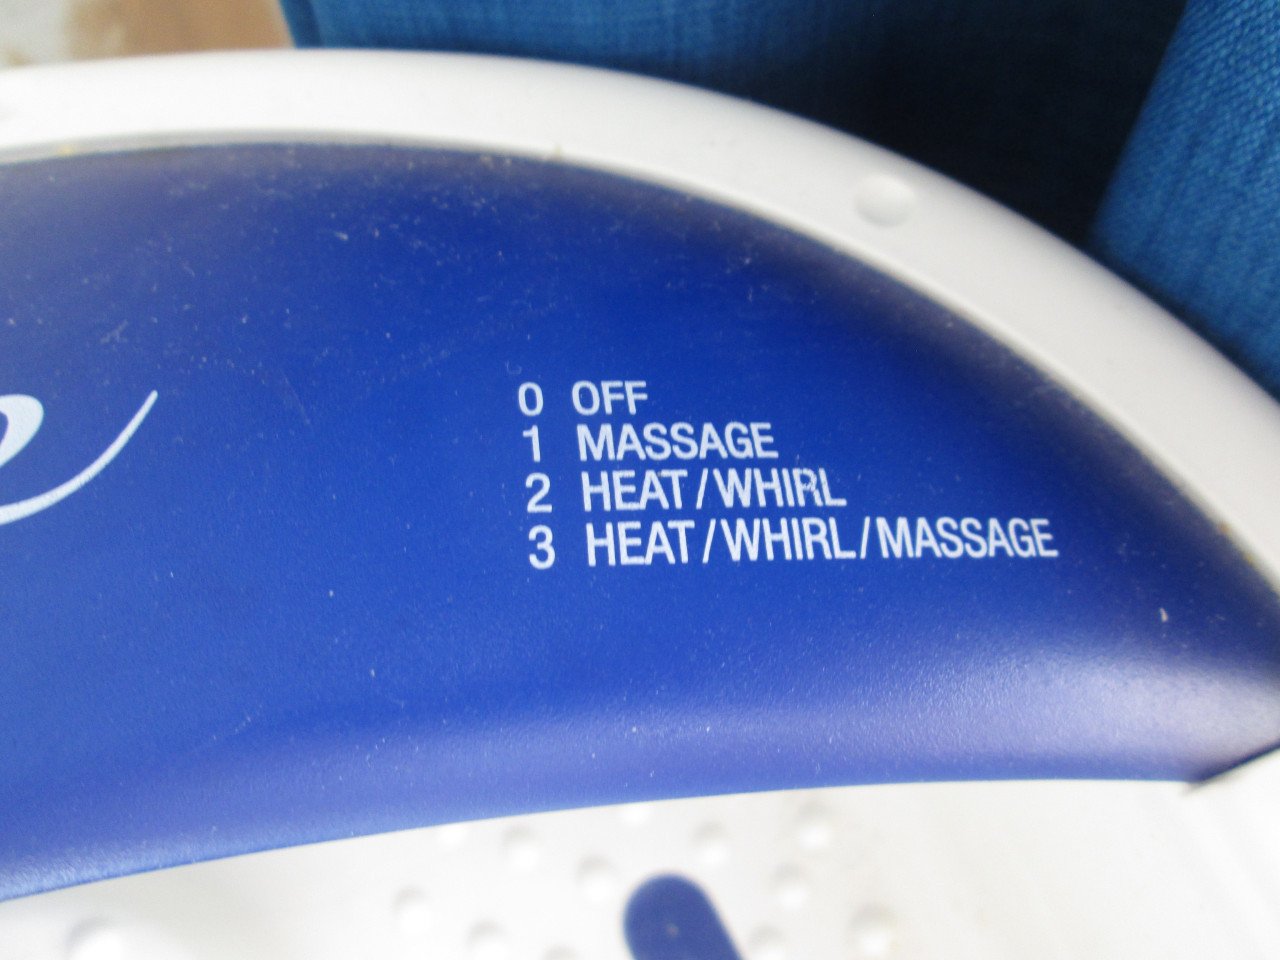 0 OFF
1 MASSAGE
2 HEAT/WHIRL
3 HEAT/WHIRL/MASSAGE